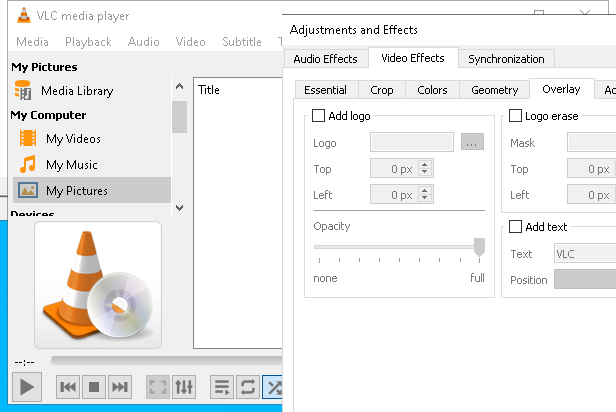 VLC media player
Media Playback Audio Video Subtitle
My Pictures
Media Library
My Computer
My Videos
My Music
My Pictures
Devices
Title
--:--
Adjustments and Effects
Audio Effects Video Effects Synchronization
Essential Crop Colors Geometry Overlay
Add logo
Logo ...
Top 0 px
Left 0 px
Opacity
none full
Logo erase
Mask
Top 0 px
Left 0 px
Add text
Text VLC
Position